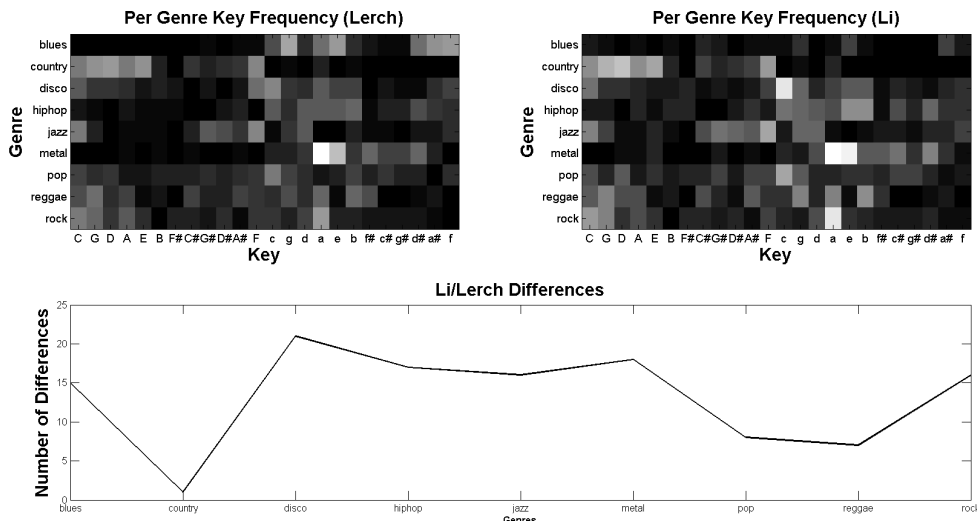 Per Genre Key Frequency (Lerch)
Genre
blues
country
disco
hiphop
jazz
metal
pop
reggae
rock
C G D A E B F# C# G# D# A# F c g d a e b f# c# g# d# a# f
Key
Per Genre Key Frequency (Li)
Genre
blues
country
disco
hiphop
jazz
metal
pop
reggae
rock
C G D A E B F# C# G# D# A# F c g d a e b f# c# g# d# a# f
Key
Li/Lerch Differences
Number of Differences
25
20
15
10
5
0
blues country disco hiphop jazz metal pop reggae rock
Genres